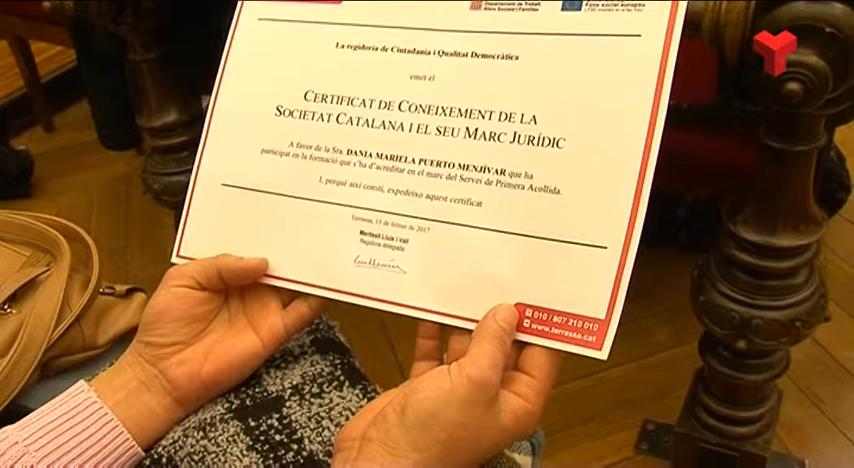 Departament de Treball,
Afers Socials i Famílies
Fons social europeu
La regidoria de Ciutadania i Qualitat Democràtica
emet el
CERTIFICAT DE CONEIXEMENT DE LA
SOCIETAT CATALANA I EL SEU MARC JURÍDIC
A favor de la Sra. DANIA MARIELA PUERTO MENJÍVAR que ha
participat en la formació que s'ha d'acreditar en el marc del Servei de Primera Acollida.
I, perquè així consti, expedeixo aquest certificat
Terrassa, 15 de febrer de 2017
Meritxell Lluís i Vall
Regidora delegada
010 / 807 210 010
www.terrassa.cat